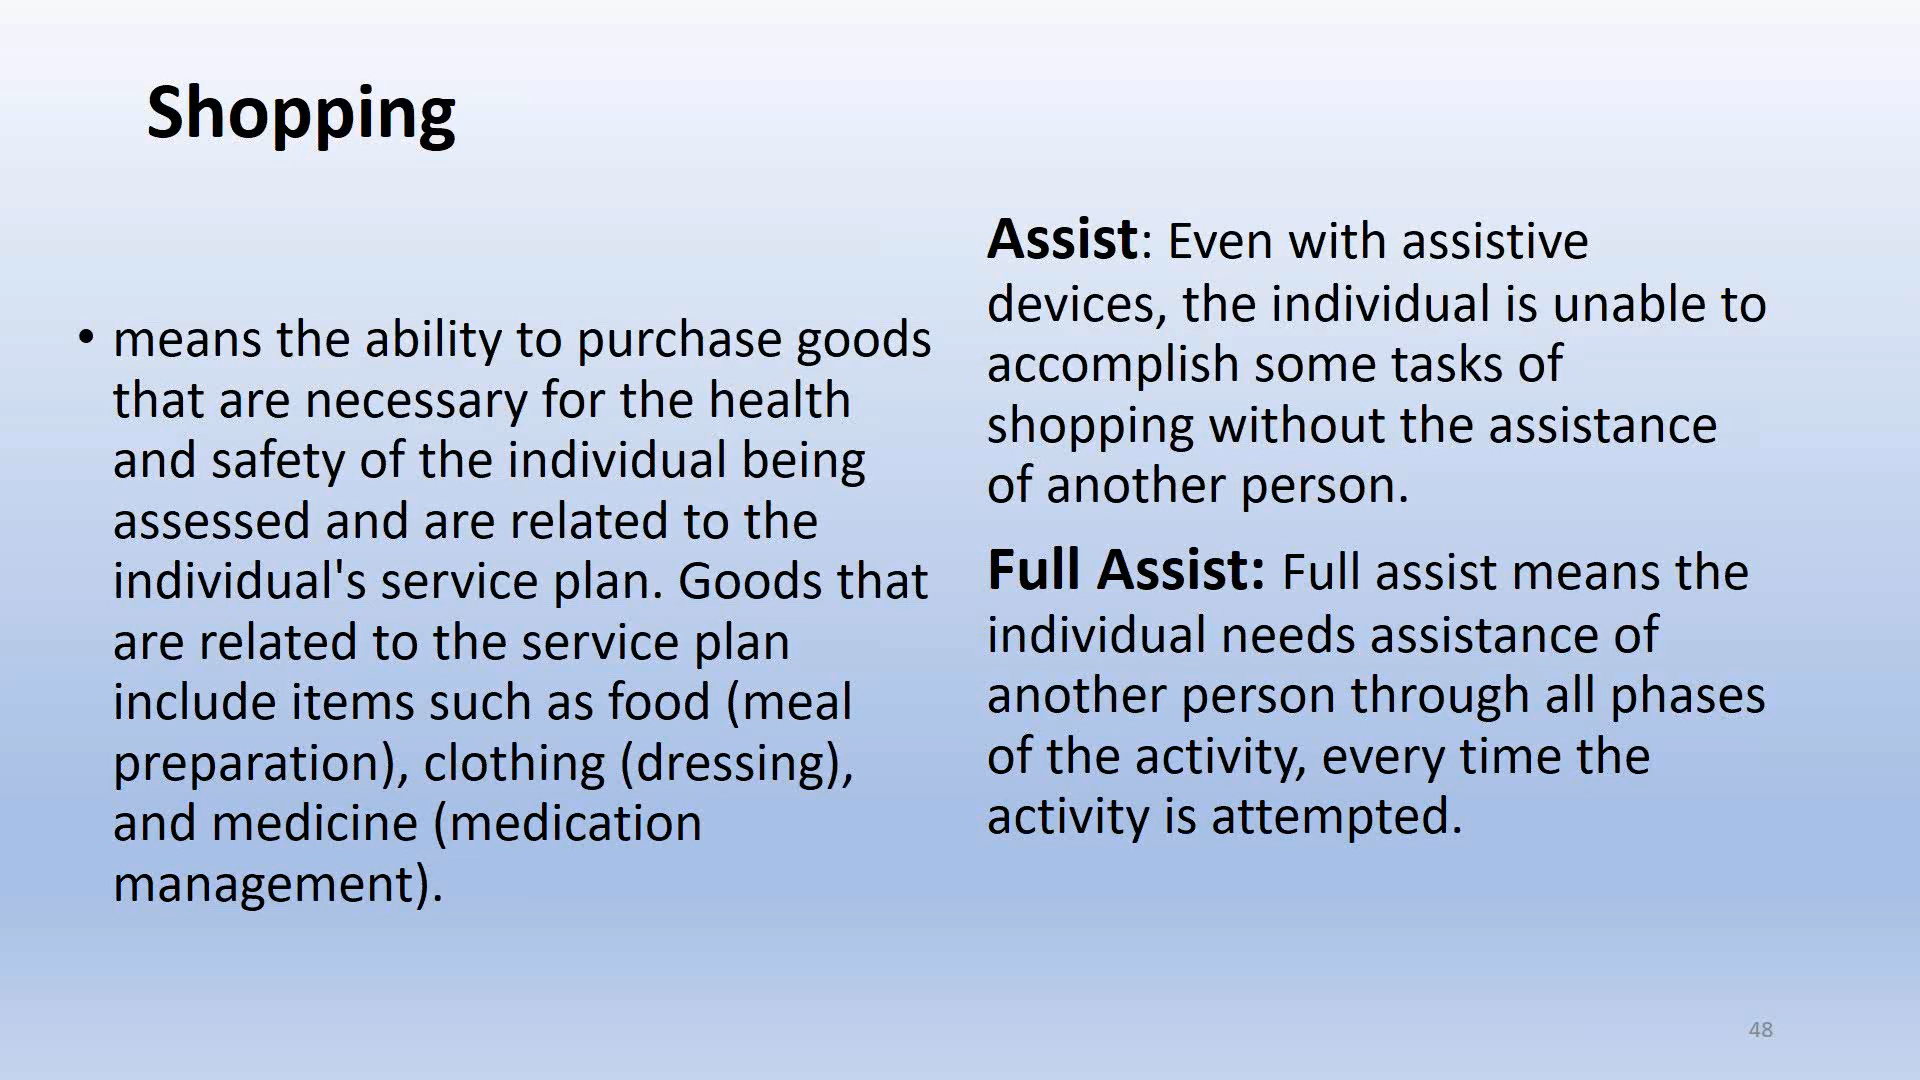 Shopping
• means the ability to purchase goods
that are necessary for the health
and safety of the individual being
assessed and are related to the
individual's service plan. Goods that
are related to the service plan
include items such as food (meal
preparation), clothing (dressing),
and medicine (medication
management).
Assist: Even with assistive
devices, the individual is unable to
accomplish some tasks of
shopping without the assistance
of another person.
Full Assist: Full assist means the
individual needs assistance of
another person through all phases
of the activity, every time the
activity is attempted.
48